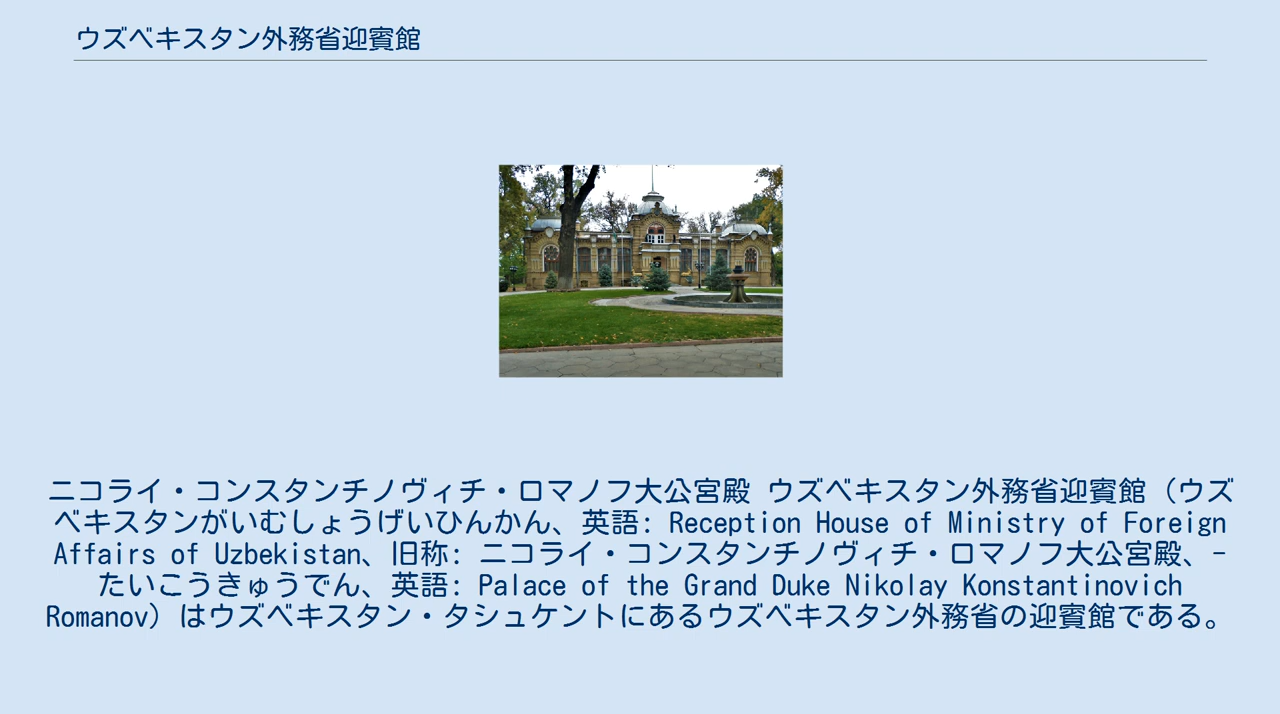 ウズベキスタン外務省迎賓館
ニコライ・コンスタンチノヴィチ・ロマノフ大公宮殿 ウズベキスタン外務省迎賓館（ウズ
ベキスタンがいむしょうげいひんかん、英語: Reception House of Ministry of Foreign
Affairs of Uzbekistan、旧称: ニコライ・コンスタンチノヴィチ・ロマノフ大公宮殿、-
たいこうきゅうでん、英語: Palace of the Grand Duke Nikolay Konstantinovich
Romanov）はウズベキスタン・タシュケントにあるウズベキスタン外務省の迎賓館である。